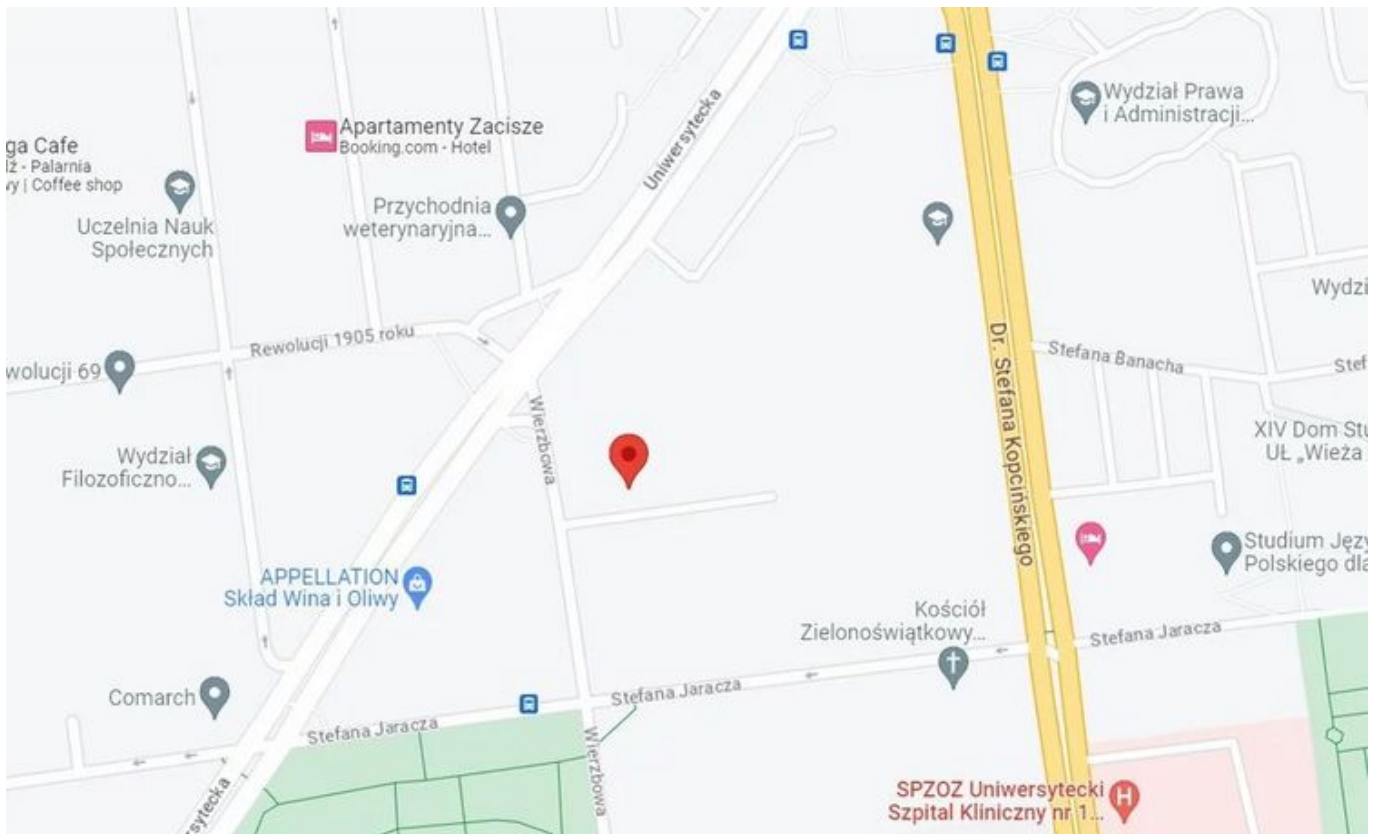 Uniwersytecka
Wydział Prawa
i Administracji...
Apartamenty Zacisze
Booking.com - Hotel
ga Cafe
dź - Palarnia
wy | Coffee shop
Uczelnia Nauk
Społecznych
Przychodnia
weterynaryjna...
Wydzi
Rewolucji 1905 roku
wolucji 69
Dr. Stefana Kopcińskiego
Stefana Banacha
Stef
Wierzbowa
Wydział
Filozoficzno...
XIV Dom Stu
UŁ „Wieża
APPELLATION
Skład Wina i Oliwy
Studium Języ
Polskiego dla
Kościół
Zielonoświątkowy...
Stefana Jaracza
Stefana Jaracza
Comarch
Stefana Jaracza
Wierzbowa
sytecka
SPZOZ Uniwersytecki
Szpital Kliniczny nr 1...
H